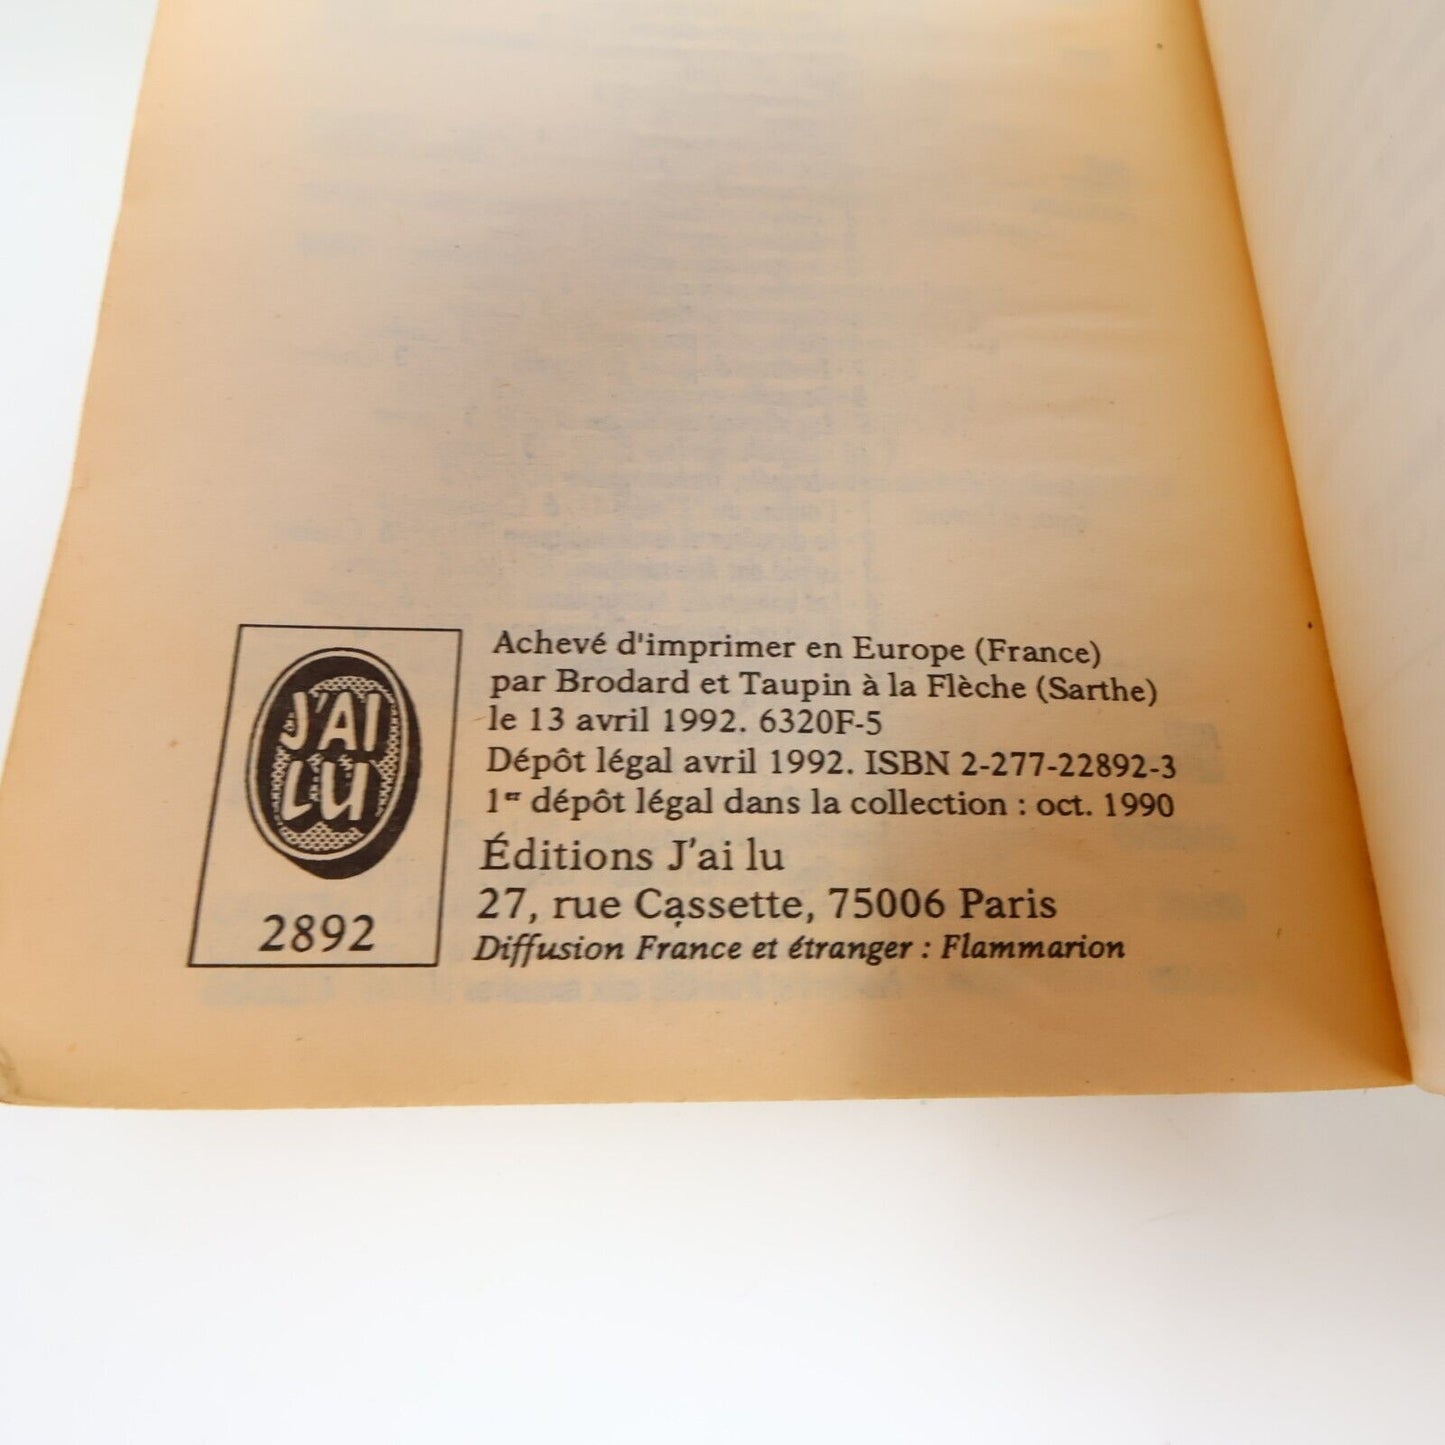 J'AI
LU
2892
Achevé d'imprimer en Europe (France)
par Brodard et Taupin à la Flèche (Sarthe)
le 13 avril 1992. 6320F-5
Dépôt légal avril 1992. ISBN 2-277-22892-3
1er dépôt légal dans la collection : oct. 1990
Éditions J'ai lu
27, rue Cassette, 75006 Paris
Diffusion France et étranger : Flammarion